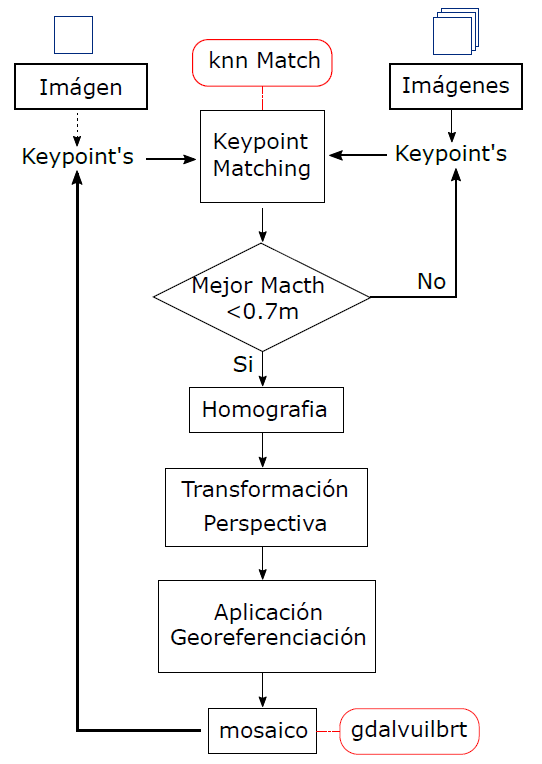 Imágen
knn Match
Imágenes
Keypoint's
Keypoint
Matching
Keypoint's
Mejor Macth
<0.7m
No
Si
Homografia
Transformación
Perspectiva
Aplicación
Georeferenciación
mosaico
gdalvuilbrt